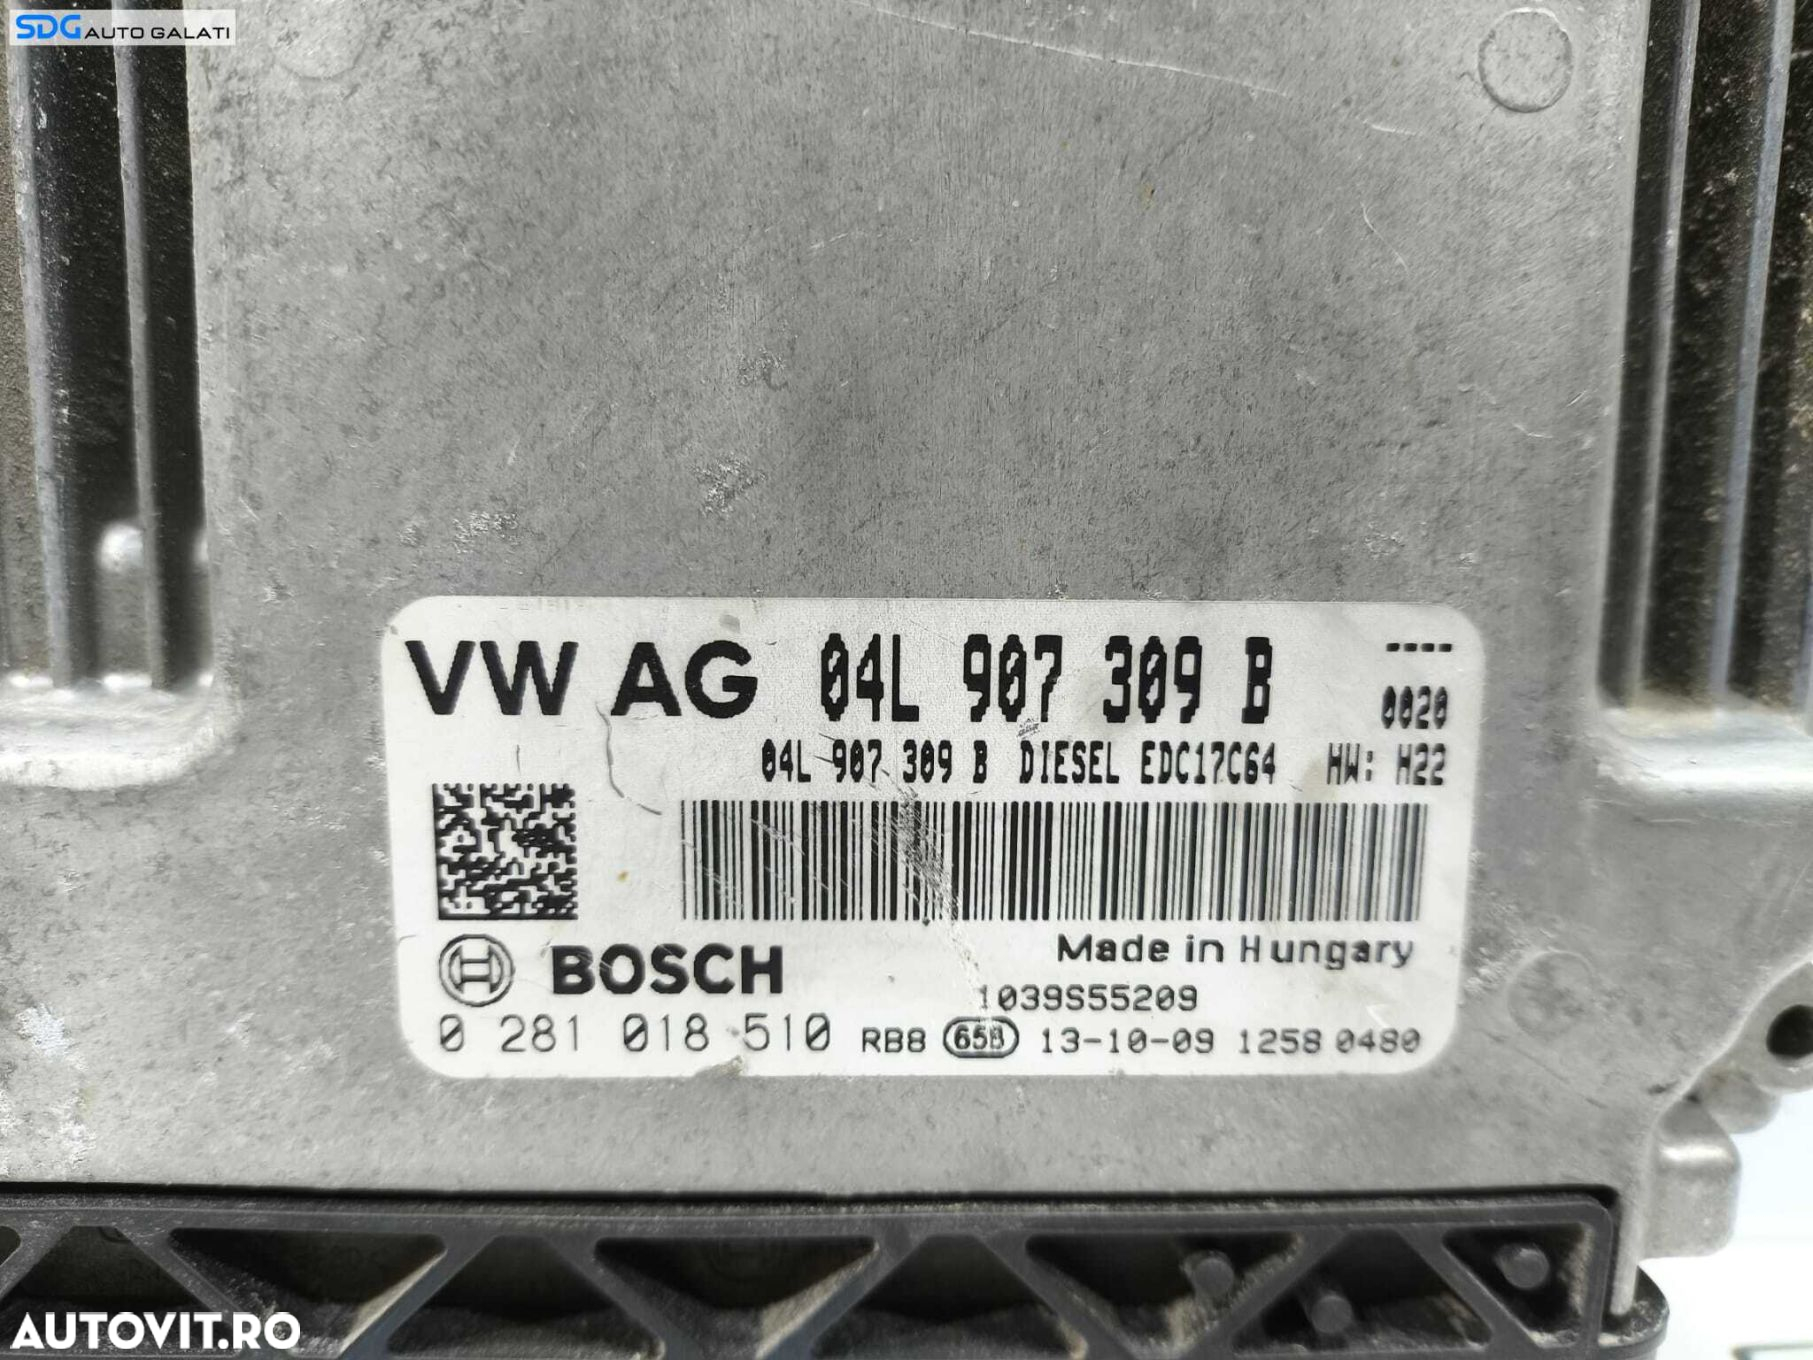 SDG AUTO GALATI
VW AG 04L 907 309 B ----
0020
04L 907 309 B DIESEL EDC17C64 HW: H22
BOSCH
Made in Hungary
1039S55209
0 281 018 510 RB8 65B 13-10-09 1258 0480
AUTOVIT.RO